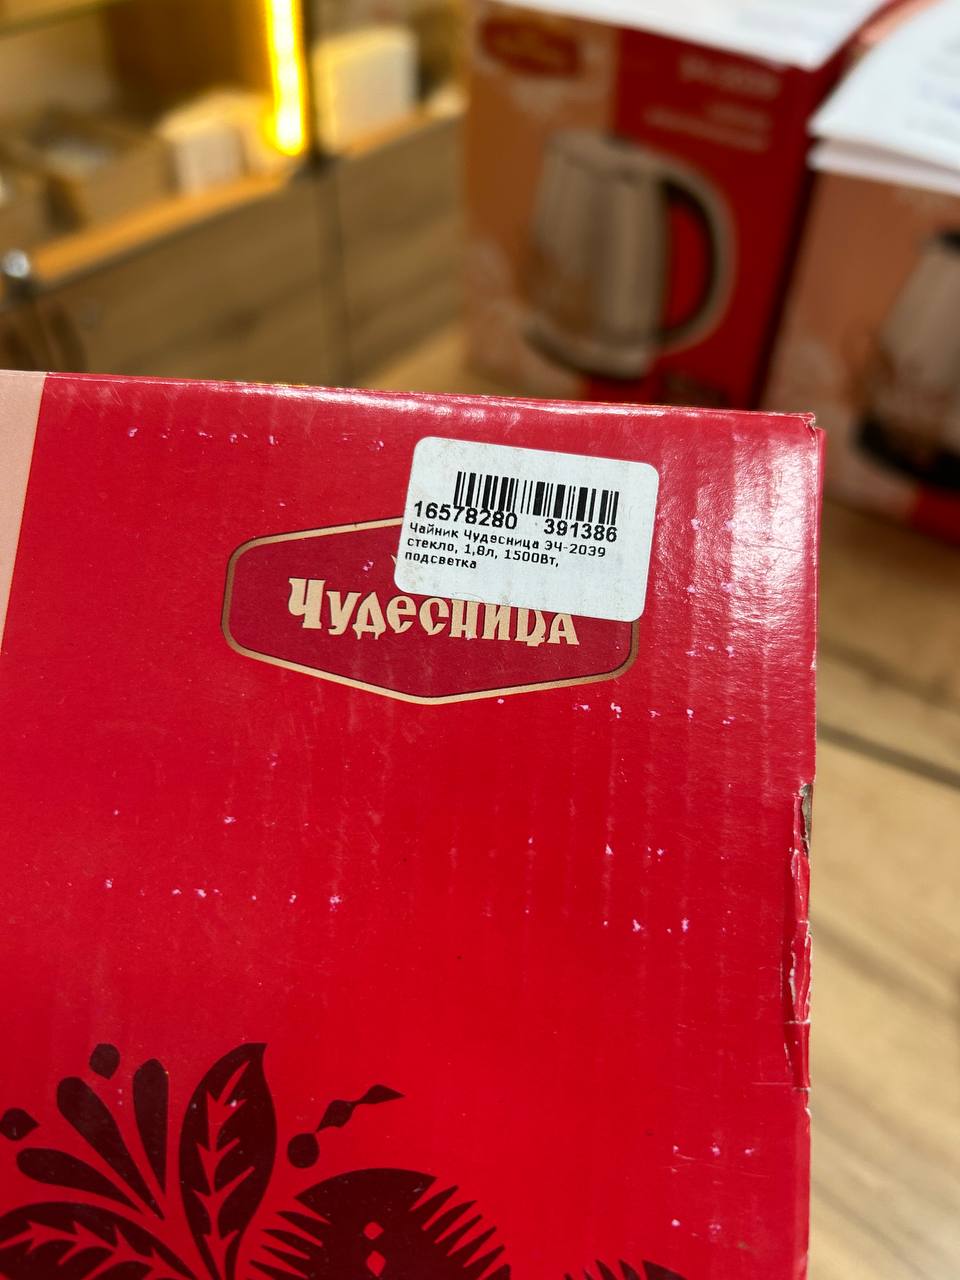 16578280 391386
Чайник Чудесница ЭЧ-2039
стекло, 1,8л, 1500Вт,
подсветка
Чудесница